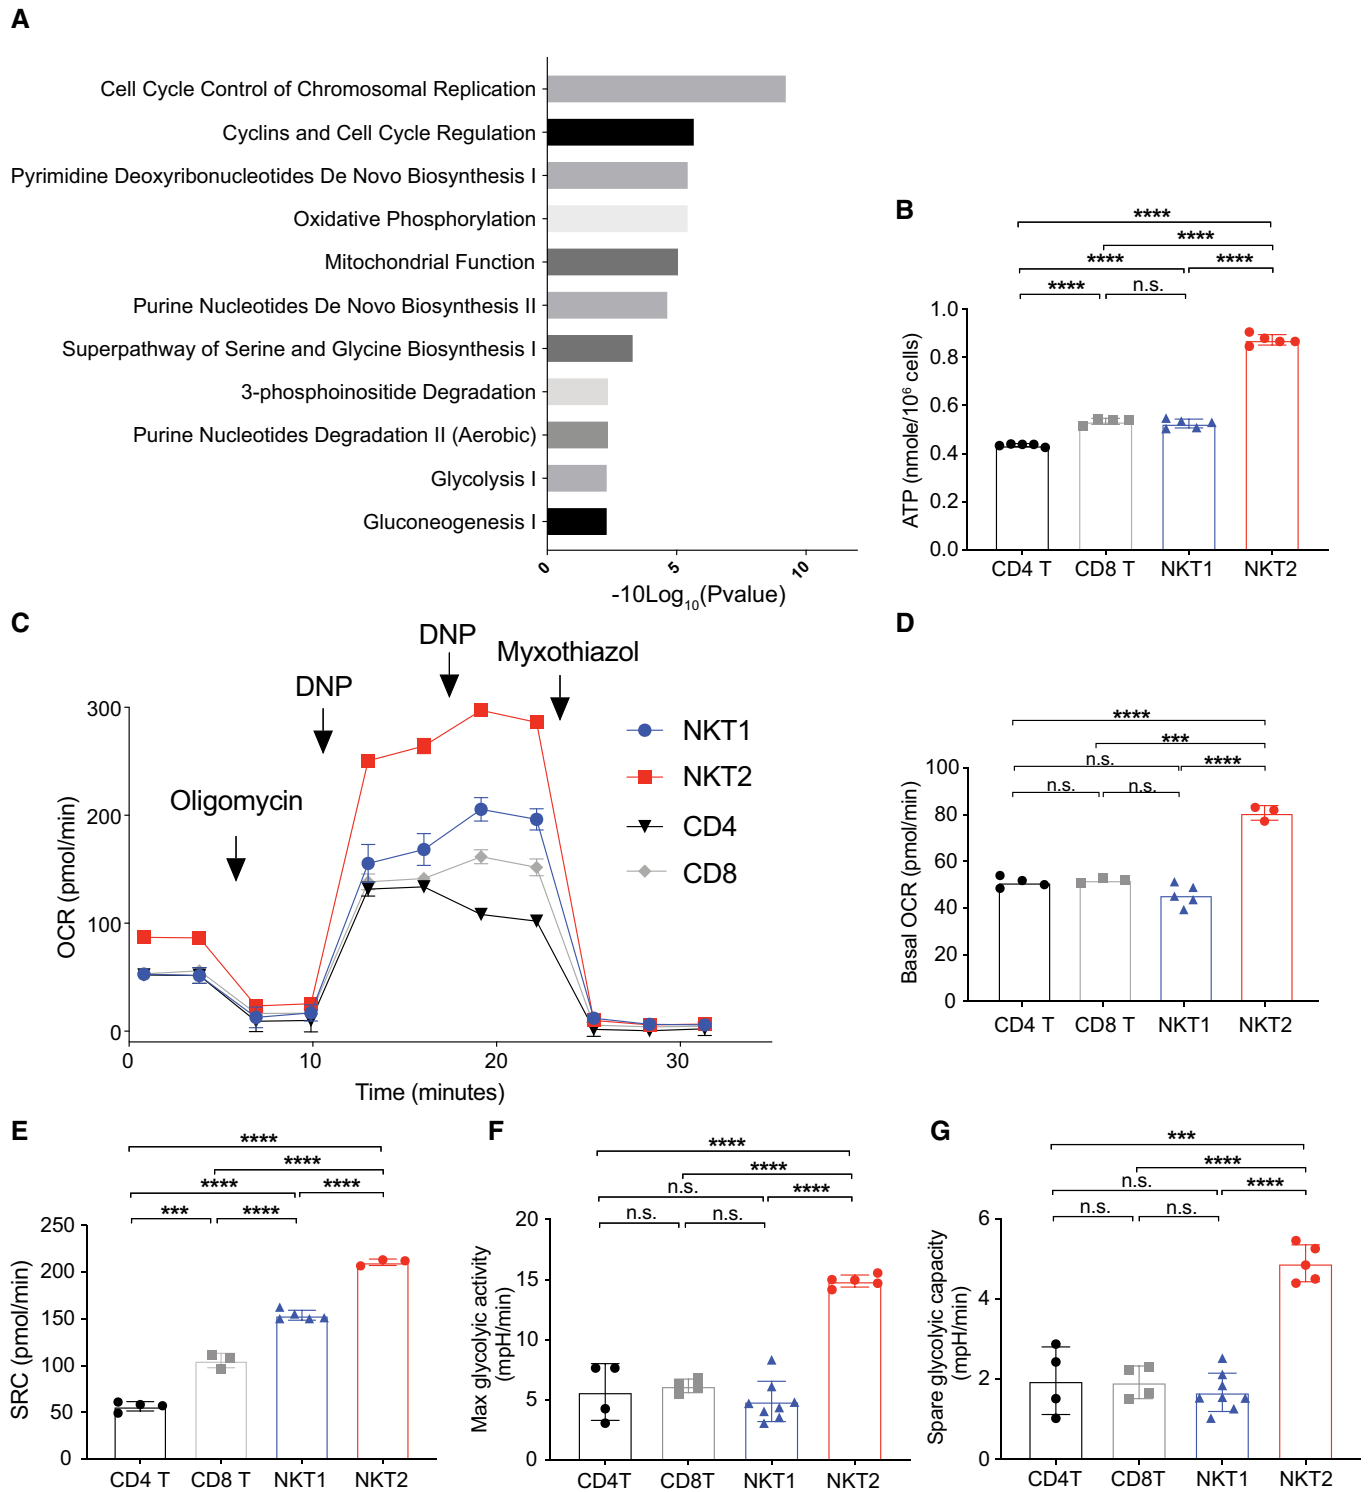 A
Cell Cycle Control of Chromosomal Replication
Cyclins and Cell Cycle Regulation
Pyrimidine Deoxyribonucleotides De Novo Biosynthesis I
Oxidative Phosphorylation
Mitochondrial Function
Purine Nucleotides De Novo Biosynthesis II
Superpathway of Serine and Glycine Biosynthesis I
3-phosphoinositide Degradation
Purine Nucleotides Degradation II (Aerobic)
Glycolysis I
Gluconeogenesis I
0 5 10
-10Log10(Pvalue)
B
****
****
**** ****
**** n.s.
ATP (nmole/10⁶ cells)
1.0
0.8
0.6
0.4
0.2
0.0
CD4 T CD8 T NKT1 NKT2
C
DNP
Myxothiazol
DNP
Oligomycin
OCR (pmol/min)
300
200
100
0
0 10 20 30
Time (minutes)
NKT1
NKT2
CD4
CD8
D
****
***
n.s. ****
n.s. n.s.
Basal OCR (pmol/min)
100
80
60
40
20
0
CD4 T CD8 T NKT1 NKT2
E
****
****
**** ****
*** ****
SRC (pmol/min)
250
200
150
100
50
0
CD4 T CD8 T NKT1 NKT2
F
****
****
n.s. ****
n.s. n.s.
Max glycolyic activity
(mpH/min)
20
15
10
5
0
CD4T CD8T NKT1 NKT2
G
***
****
n.s. ****
n.s. n.s.
Spare glycolyic capacity
(mpH/min)
6
4
2
0
CD4T CD8T NKT1 NKT2